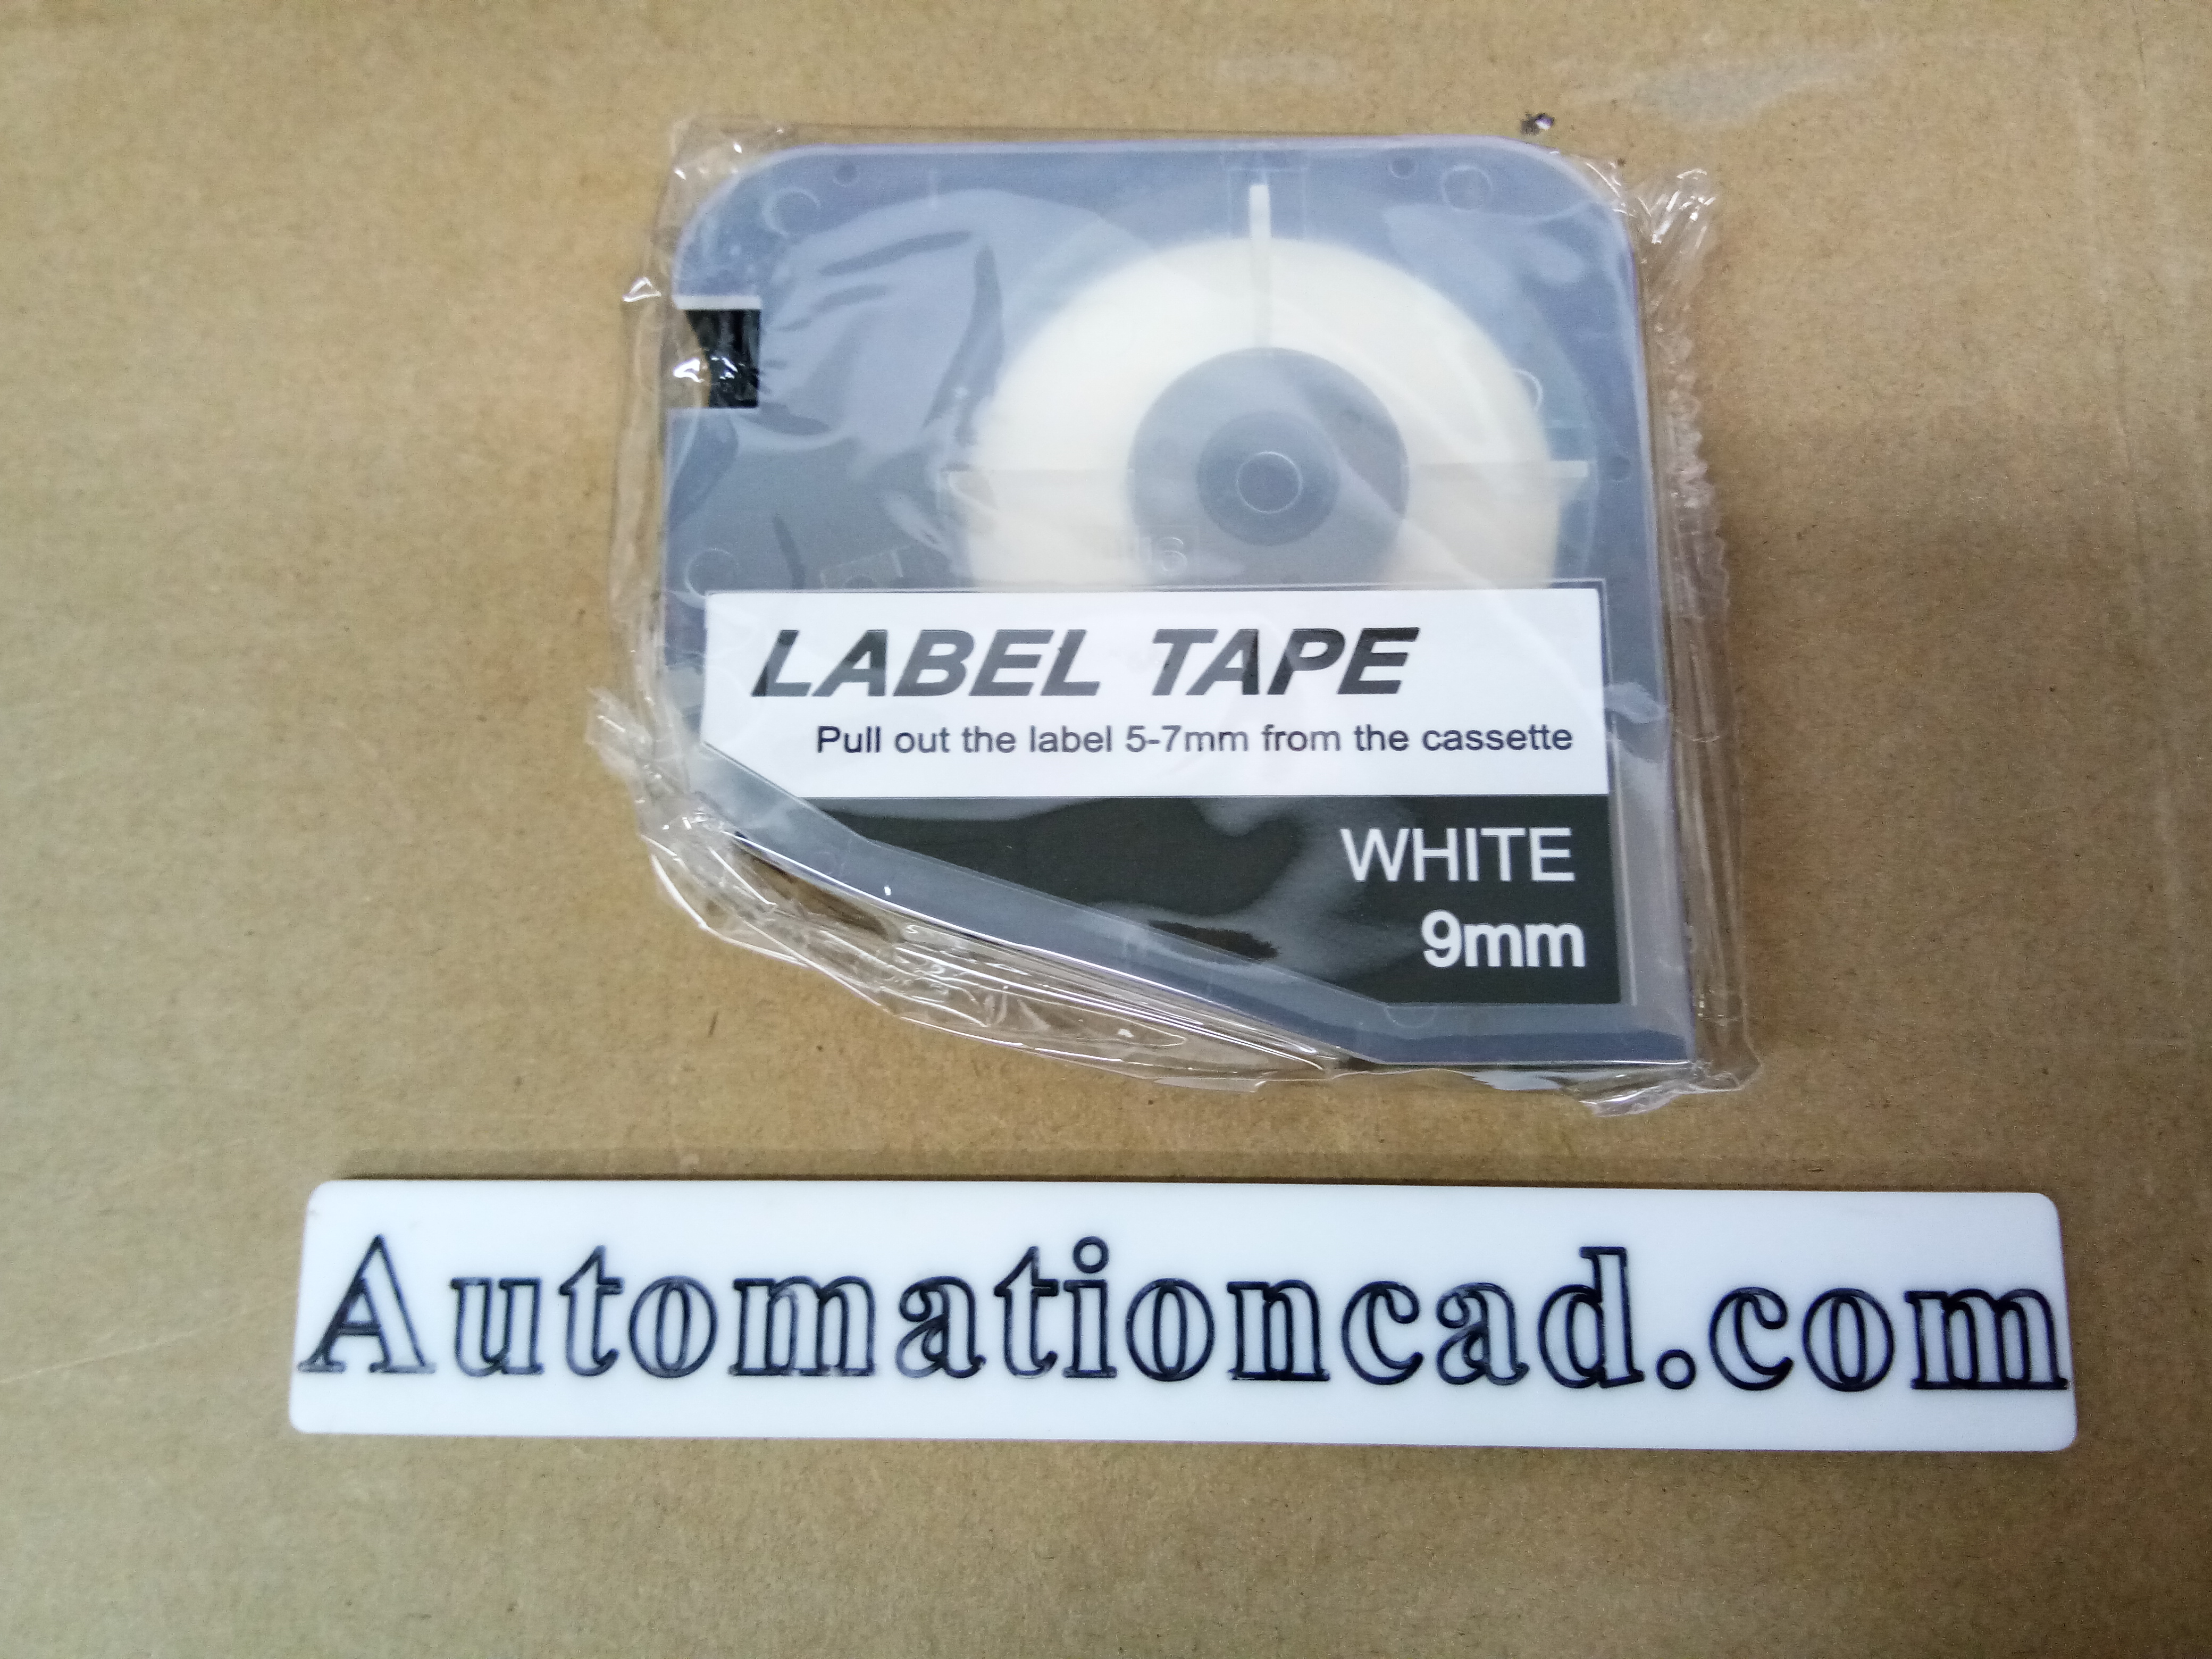 LABEL TAPE
Pull out the label 5-7mm from the cassette
WHITE
9mm
Automationcad.com